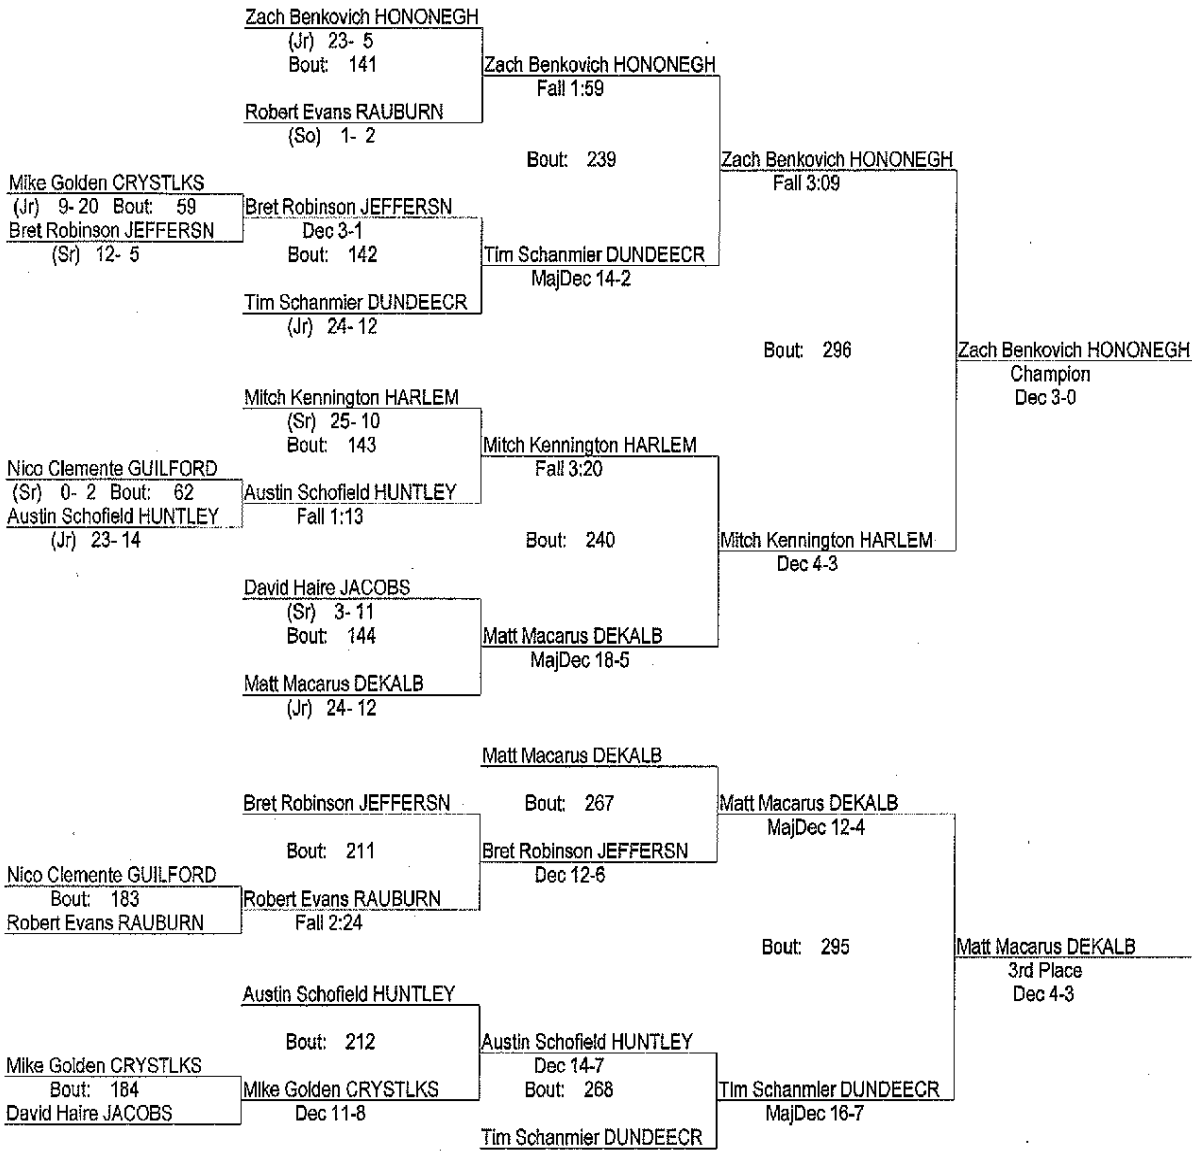 Zach Benkovich HONONEGH
(Jr) 23- 5
Bout: 141
Zach Benkovich HONONEGH
Fall 1:59
Robert Evans RAUBURN
(So) 1- 2
Bout: 239
Zach Benkovich HONONEGH
Fall 3:09
Mike Golden CRYSTLKS
(Jr) 9- 20 Bout: 59
Bret Robinson JEFFERSN
(Sr) 12- 5
Bret Robinson JEFFERSN
Dec 3-1
Bout: 142
Tim Schanmier DUNDEECR
MajDec 14-2
Tim Schanmier DUNDEECR
(Jr) 24- 12
Bout: 296
Zach Benkovich HONONEGH
Champion
Dec 3-0
Mitch Kennington HARLEM
(Sr) 25- 10
Bout: 143
Mitch Kennington HARLEM
Fall 3:20
Nico Clemente GUILFORD
(Sr) 0- 2 Bout: 62
Austin Schofield HUNTLEY
(Jr) 23- 14
Austin Schofield HUNTLEY
Fall 1:13
Bout: 240
Mitch Kennington HARLEM
Dec 4-3
David Haire JACOBS
(Sr) 3- 11
Bout: 144
Matt Macarus DEKALB
MajDec 18-5
Matt Macarus DEKALB
(Jr) 24- 12
Matt Macarus DEKALB
Bout: 267
Matt Macarus DEKALB
MajDec 12-4
Bret Robinson JEFFERSN
Bout: 211
Bret Robinson JEFFERSN
Dec 12-6
Nico Clemente GUILFORD
Bout: 183
Robert Evans RAUBURN
Robert Evans RAUBURN
Fall 2:24
Bout: 295
Matt Macarus DEKALB
3rd Place
Dec 4-3
Austin Schofield HUNTLEY
Bout: 212
Austin Schofield HUNTLEY
Dec 14-7
Bout: 268
Mike Golden CRYSTLKS
Bout: 184
David Haire JACOBS
Mike Golden CRYSTLKS
Dec 11-8
Tim Schanmier DUNDEECR
MajDec 16-7
Tim Schanmier DUNDEECR